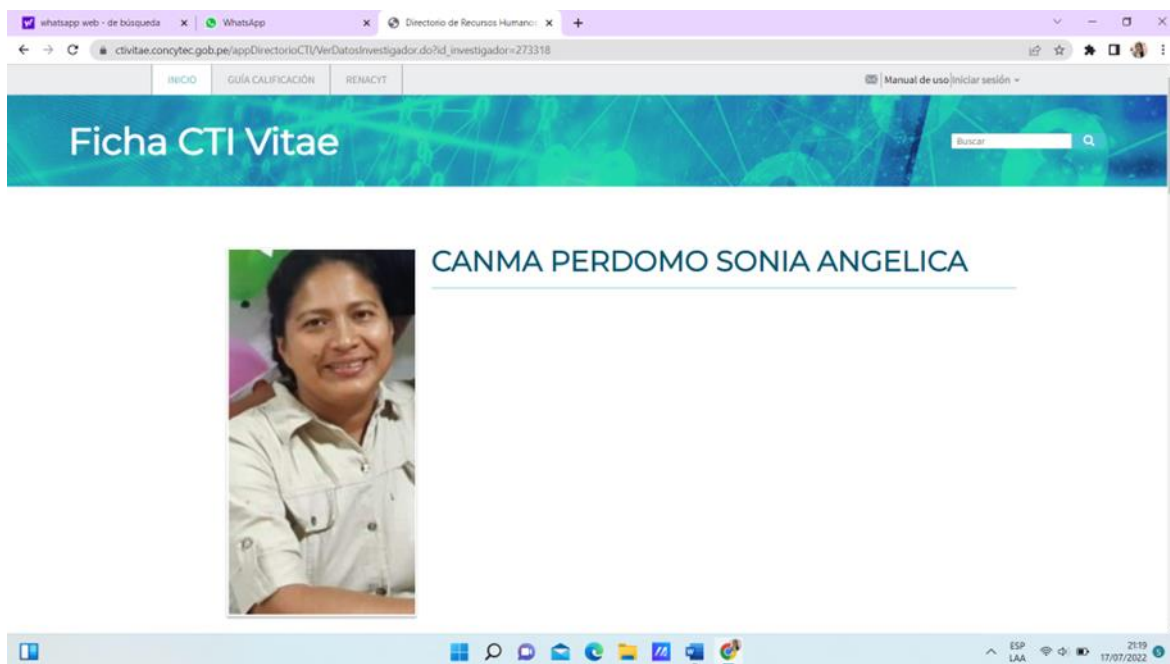 whatsapp web - de búsqueda
WhatsApp
Directorio de Recursos Humanos
ctivitae.concytec.gob.pe/appDirectorioCTI/VerDatosInvestigador.do?id_investigador=273318
INICIO
GUÍA CALIFICACIÓN
RENACYT
Manual de uso
Iniciar sesión
Ficha CTI Vitae
Buscar
CANMA PERDOMO SONIA ANGELICA
ESP
LAA
21:19
17/07/2022